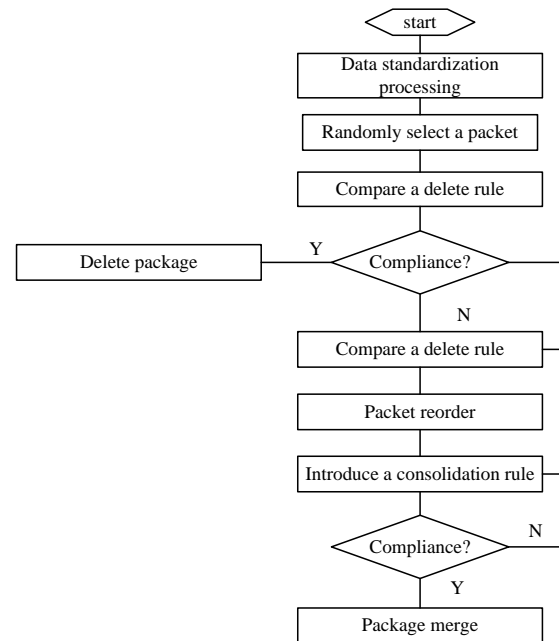 start
Data standardization
processing
Randomly select a packet
Compare a delete rule
Delete package
Y
Compliance?
N
Compare a delete rule
Packet reorder
Introduce a consolidation rule
Compliance?
N
Y
Package merge